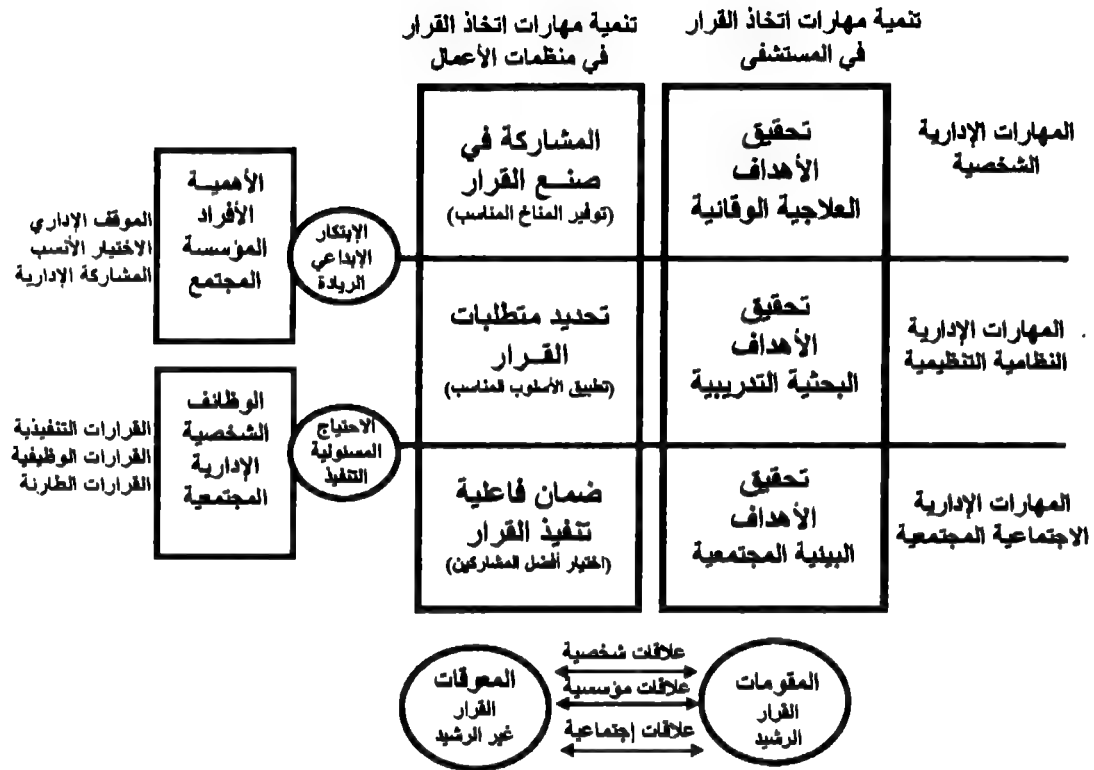 تنمية مهارات اتخاذ القرار
في المستشفى
تنمية مهارات اتخاذ القرار
في منظمات الأعمال
المهارات الإدارية
الشخصية
تحقيق
الأهداف
العلاجية الوقائية
المشاركة في
صنع القرار
(توفير المناخ المناسب)
الإبتكار
الإبداعي
الريادة
الأهمية
الأفراد
المؤسسة
المجتمع
الموقف الإداري
الاختيار الأنسب
المشاركة الإدارية
المهارات الإدارية
النظامية التنظيمية
تحقيق
الأهداف
البحثية التدريبية
تحديد متطلبات
القرار
(تطبيق الأسلوب المناسب)
الاحتياج
المسئولية
التنفيذ
الوظائف
الشخصية
الإدارية
المجتمعية
القرارات التنفيذية
القرارات الوظيفية
القرارات الطارئة
المهارات الإدارية
الاجتماعية المجتمعية
تحقيق
الأهداف
البيئية المجتمعية
ضمان فاعلية
تنفيذ القرار
(اختيار أفضل المشاركين)
المقومات
القرار
الرشيد
علاقات شخصية
علاقات مؤسسية
علاقات إجتماعية
المعوقات
القرار
غير الرشيد